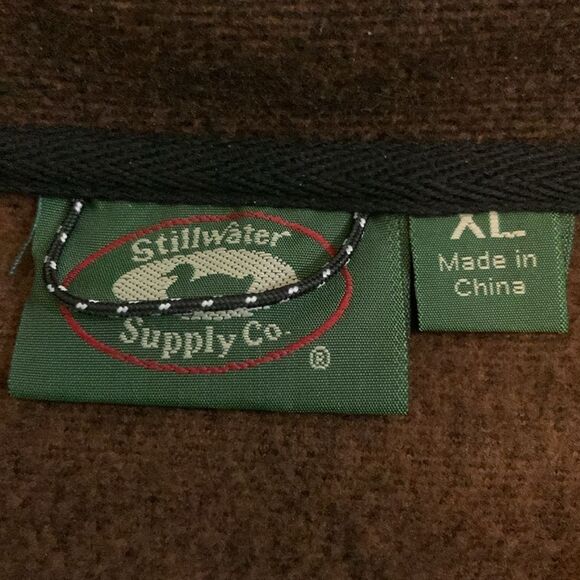 Stillwater
Supply Co.
®
XL
Made in
China